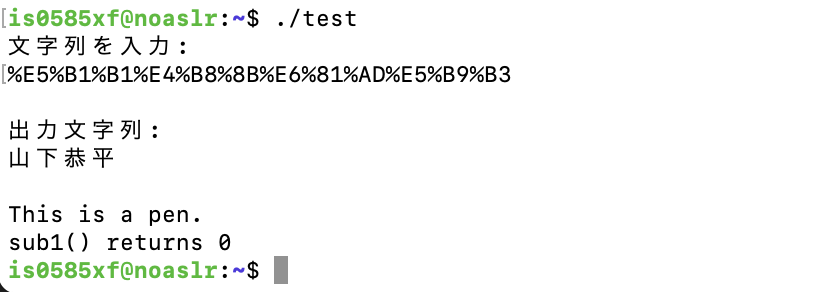 [is0585xf@noaslr:~$ ./test
文字列を入力:
[%E5%B1%B1%E4%B8%8B%E6%81%AD%E5%B9%B3
出力文字列:
山下恭平
This is a pen.
sub1() returns 0
is0585xf@noaslr:~$